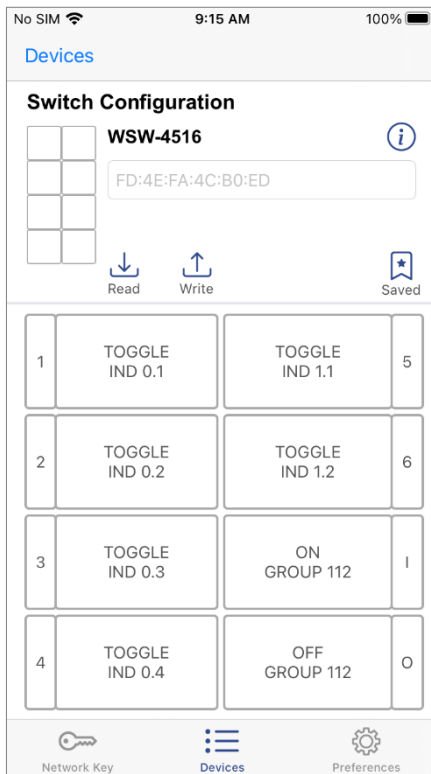 No SIM 9:15 AM 100%
Devices
Switch Configuration
WSW-4516
FD:4E:FA:4C:B0:ED
Read Write Saved
1 TOGGLE IND 0.1 TOGGLE IND 1.1 5
2 TOGGLE IND 0.2 TOGGLE IND 1.2 6
3 TOGGLE IND 0.3 ON GROUP 112 I
4 TOGGLE IND 0.4 OFF GROUP 112 O
Network Key Devices Preferences